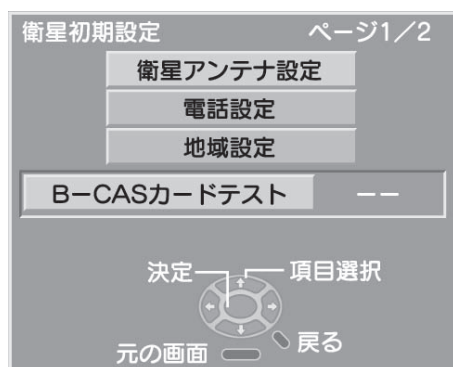 衛星初期設定 ページ1／2
衛星アンテナ設定
電話設定
地域設定
B－CASカードテスト －－
決定 項目選択
元の画面 戻る